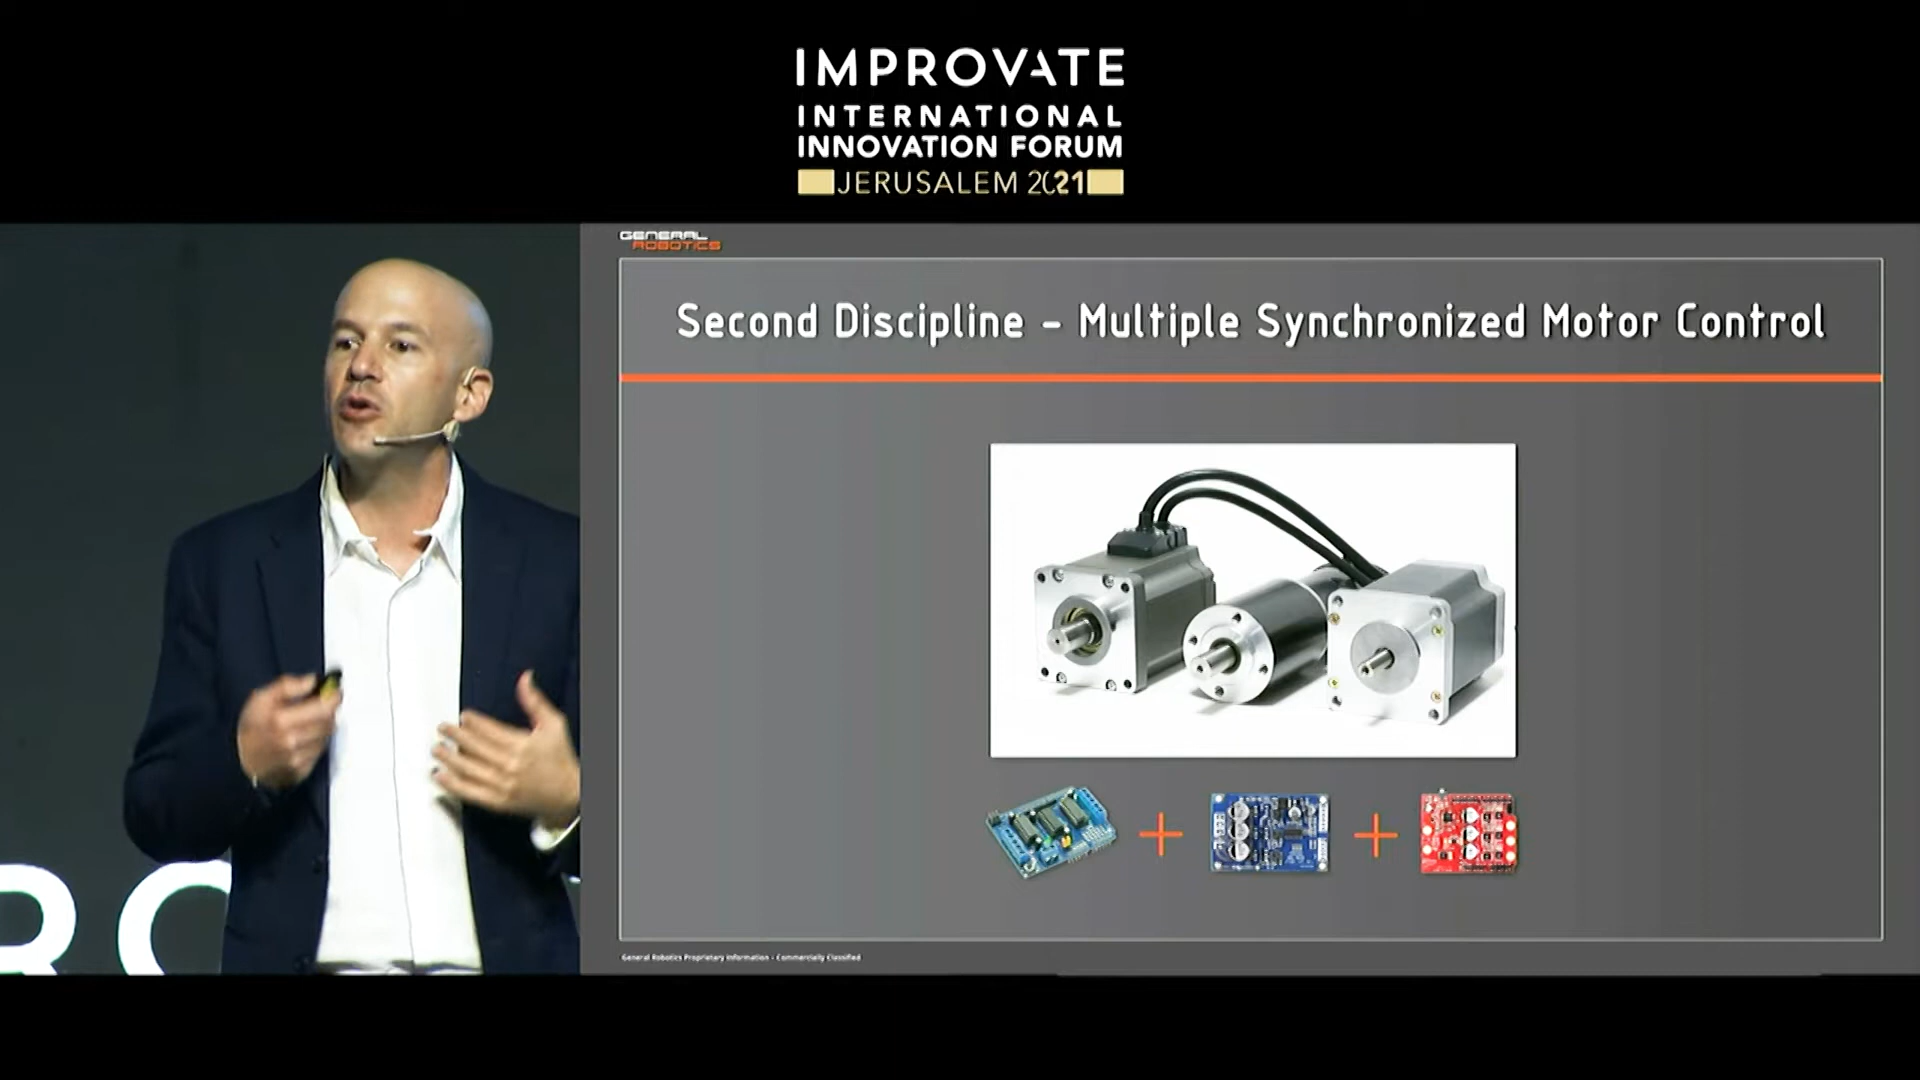 IMPROVATE
INTERNATIONAL
INNOVATION FORUM
JERUSALEM 2021
GENERAL
ROBOTICS
Second Discipline - Multiple Synchronized Motor Control
General Robotics Proprietary Information - Commercially Classified